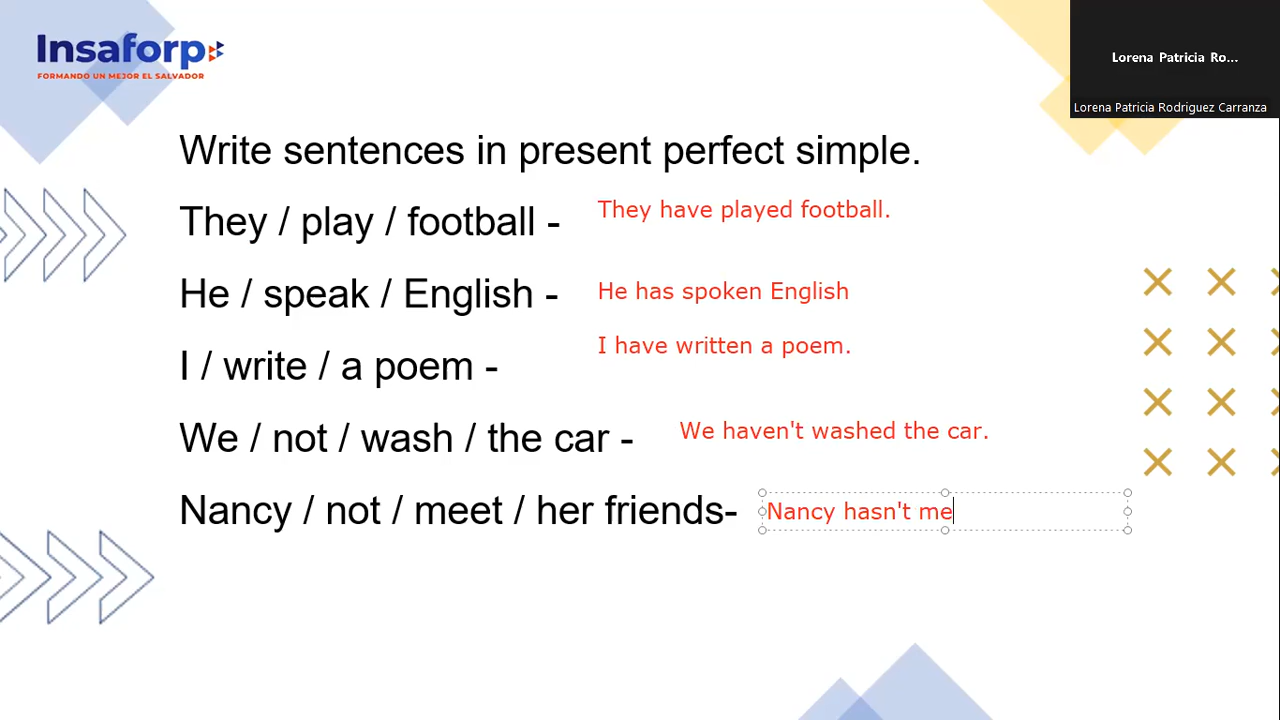 Insaforp
FORMANDO UN MEJOR EL SALVADOR
Lorena Patricia Ro...
Lorena Patricia Rodriguez Carranza
Write sentences in present perfect simple.
They / play / football - They have played football.
He / speak / English - He has spoken English
I / write / a poem - I have written a poem.
We / not / wash / the car - We haven't washed the car.
Nancy / not / meet / her friends- Nancy hasn't me